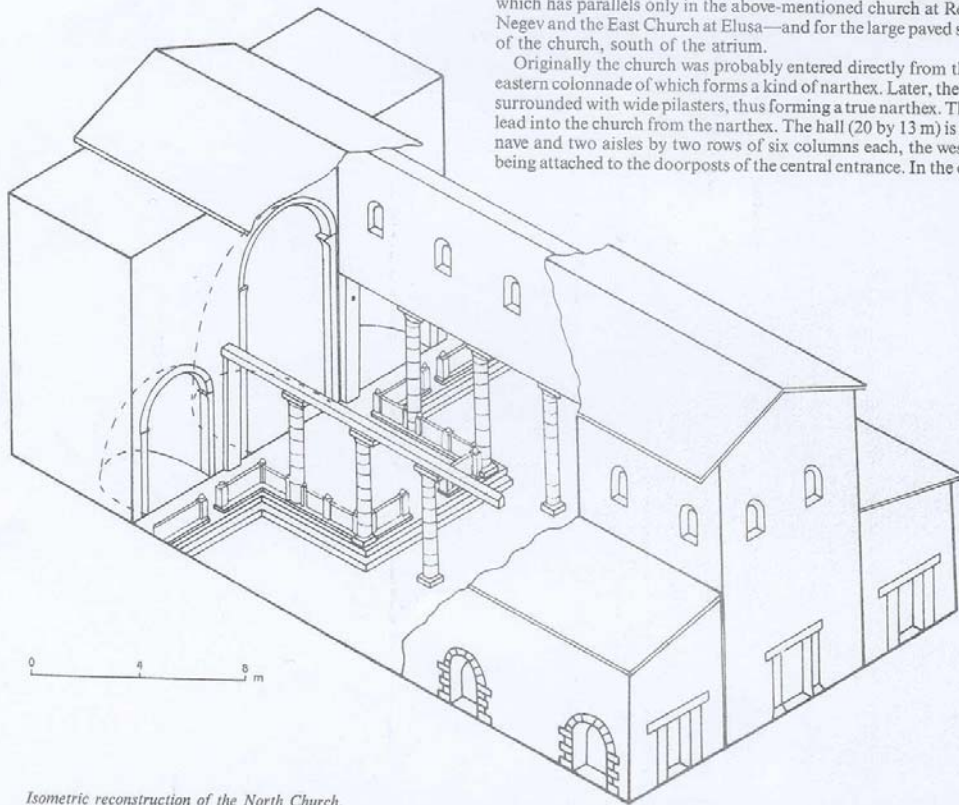 which has parallels only in the above-mentioned church at
Negev and the East Church at Elusa—and for the large paved
of the church, south of the atrium.
Originally the church was probably entered directly from
eastern colonnade of which forms a kind of narthex. Later, the
surrounded with wide pilasters, thus forming a true narthex.
lead into the church from the narthex. The hall (20 by 13 m) is
nave and two aisles by two rows of six columns each, the
being attached to the doorposts of the central entrance. In the
0 4 8 m
Isometric reconstruction of the North Church